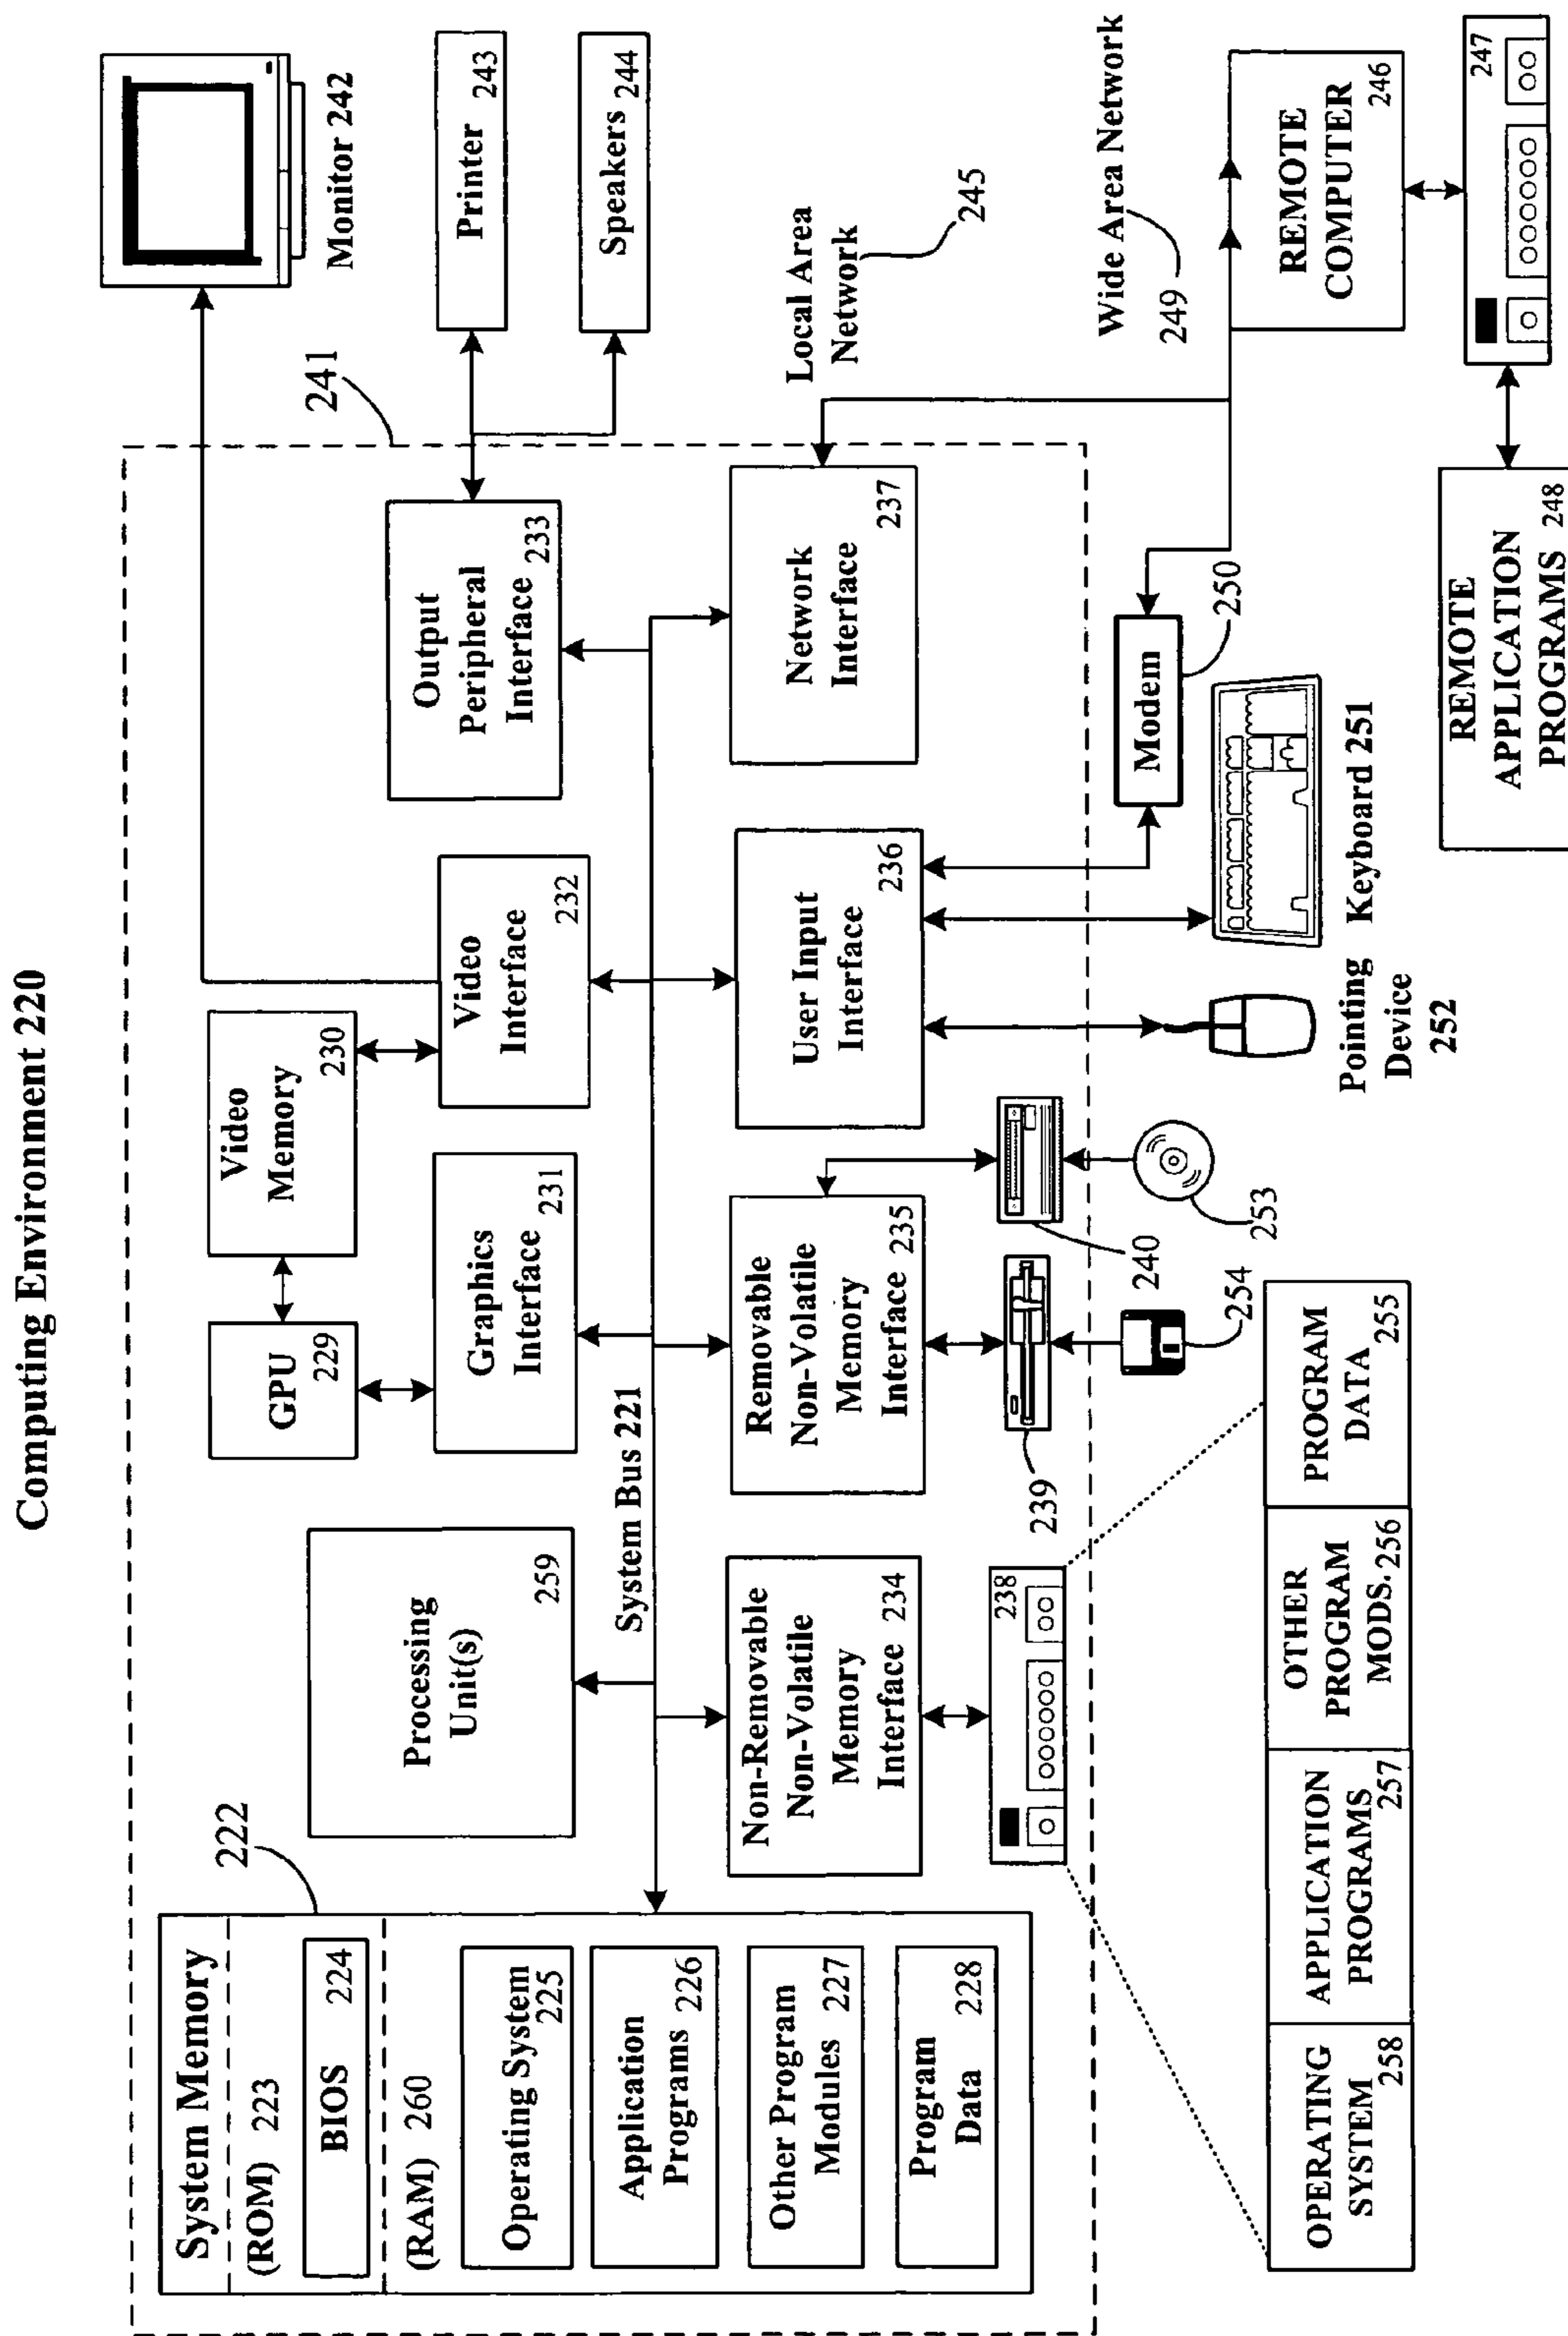 Computing Environment 220
222
System Memory
(ROM) 223
BIOS 224
(RAM) 260
Operating System
225
Application
Programs 226
Other Program
Modules 227
Program
Data 228
Processing
Unit(s)
259
System Bus 221
GPU
229
Video
Memory
230
Graphics
Interface
231
Video
Interface
232
Output
Peripheral
Interface
233
241
Monitor 242
Printer
243
Speakers
244
Non-Removable
Non-Volatile
Memory
Interface 234
Removable
Non-Volatile
Memory
Interface 235
User Input
Interface
236
Network
Interface
237
Local Area
Network
245
238
239
240
254
253
Pointing
Device
252
Keyboard 251
Modem
250
Wide Area Network
249
REMOTE
COMPUTER
246
247
OPERATING
SYSTEM
258
APPLICATION
PROGRAMS
257
OTHER
PROGRAM
MODS. 256
PROGRAM
DATA
255
REMOTE
APPLICATION
PROGRAMS 248